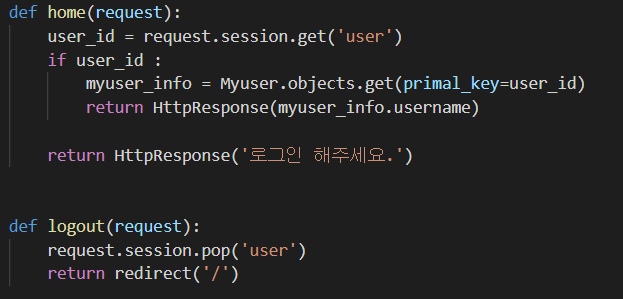 def home(request):
    user_id = request.session.get('user')
    if user_id :
        myuser_info = Myuser.objects.get(primal_key=user_id)
        return HttpResponse(myuser_info.username)
    return HttpResponse('로그인 해주세요.')
def logout(request):
    request.session.pop('user')
    return redirect('/')